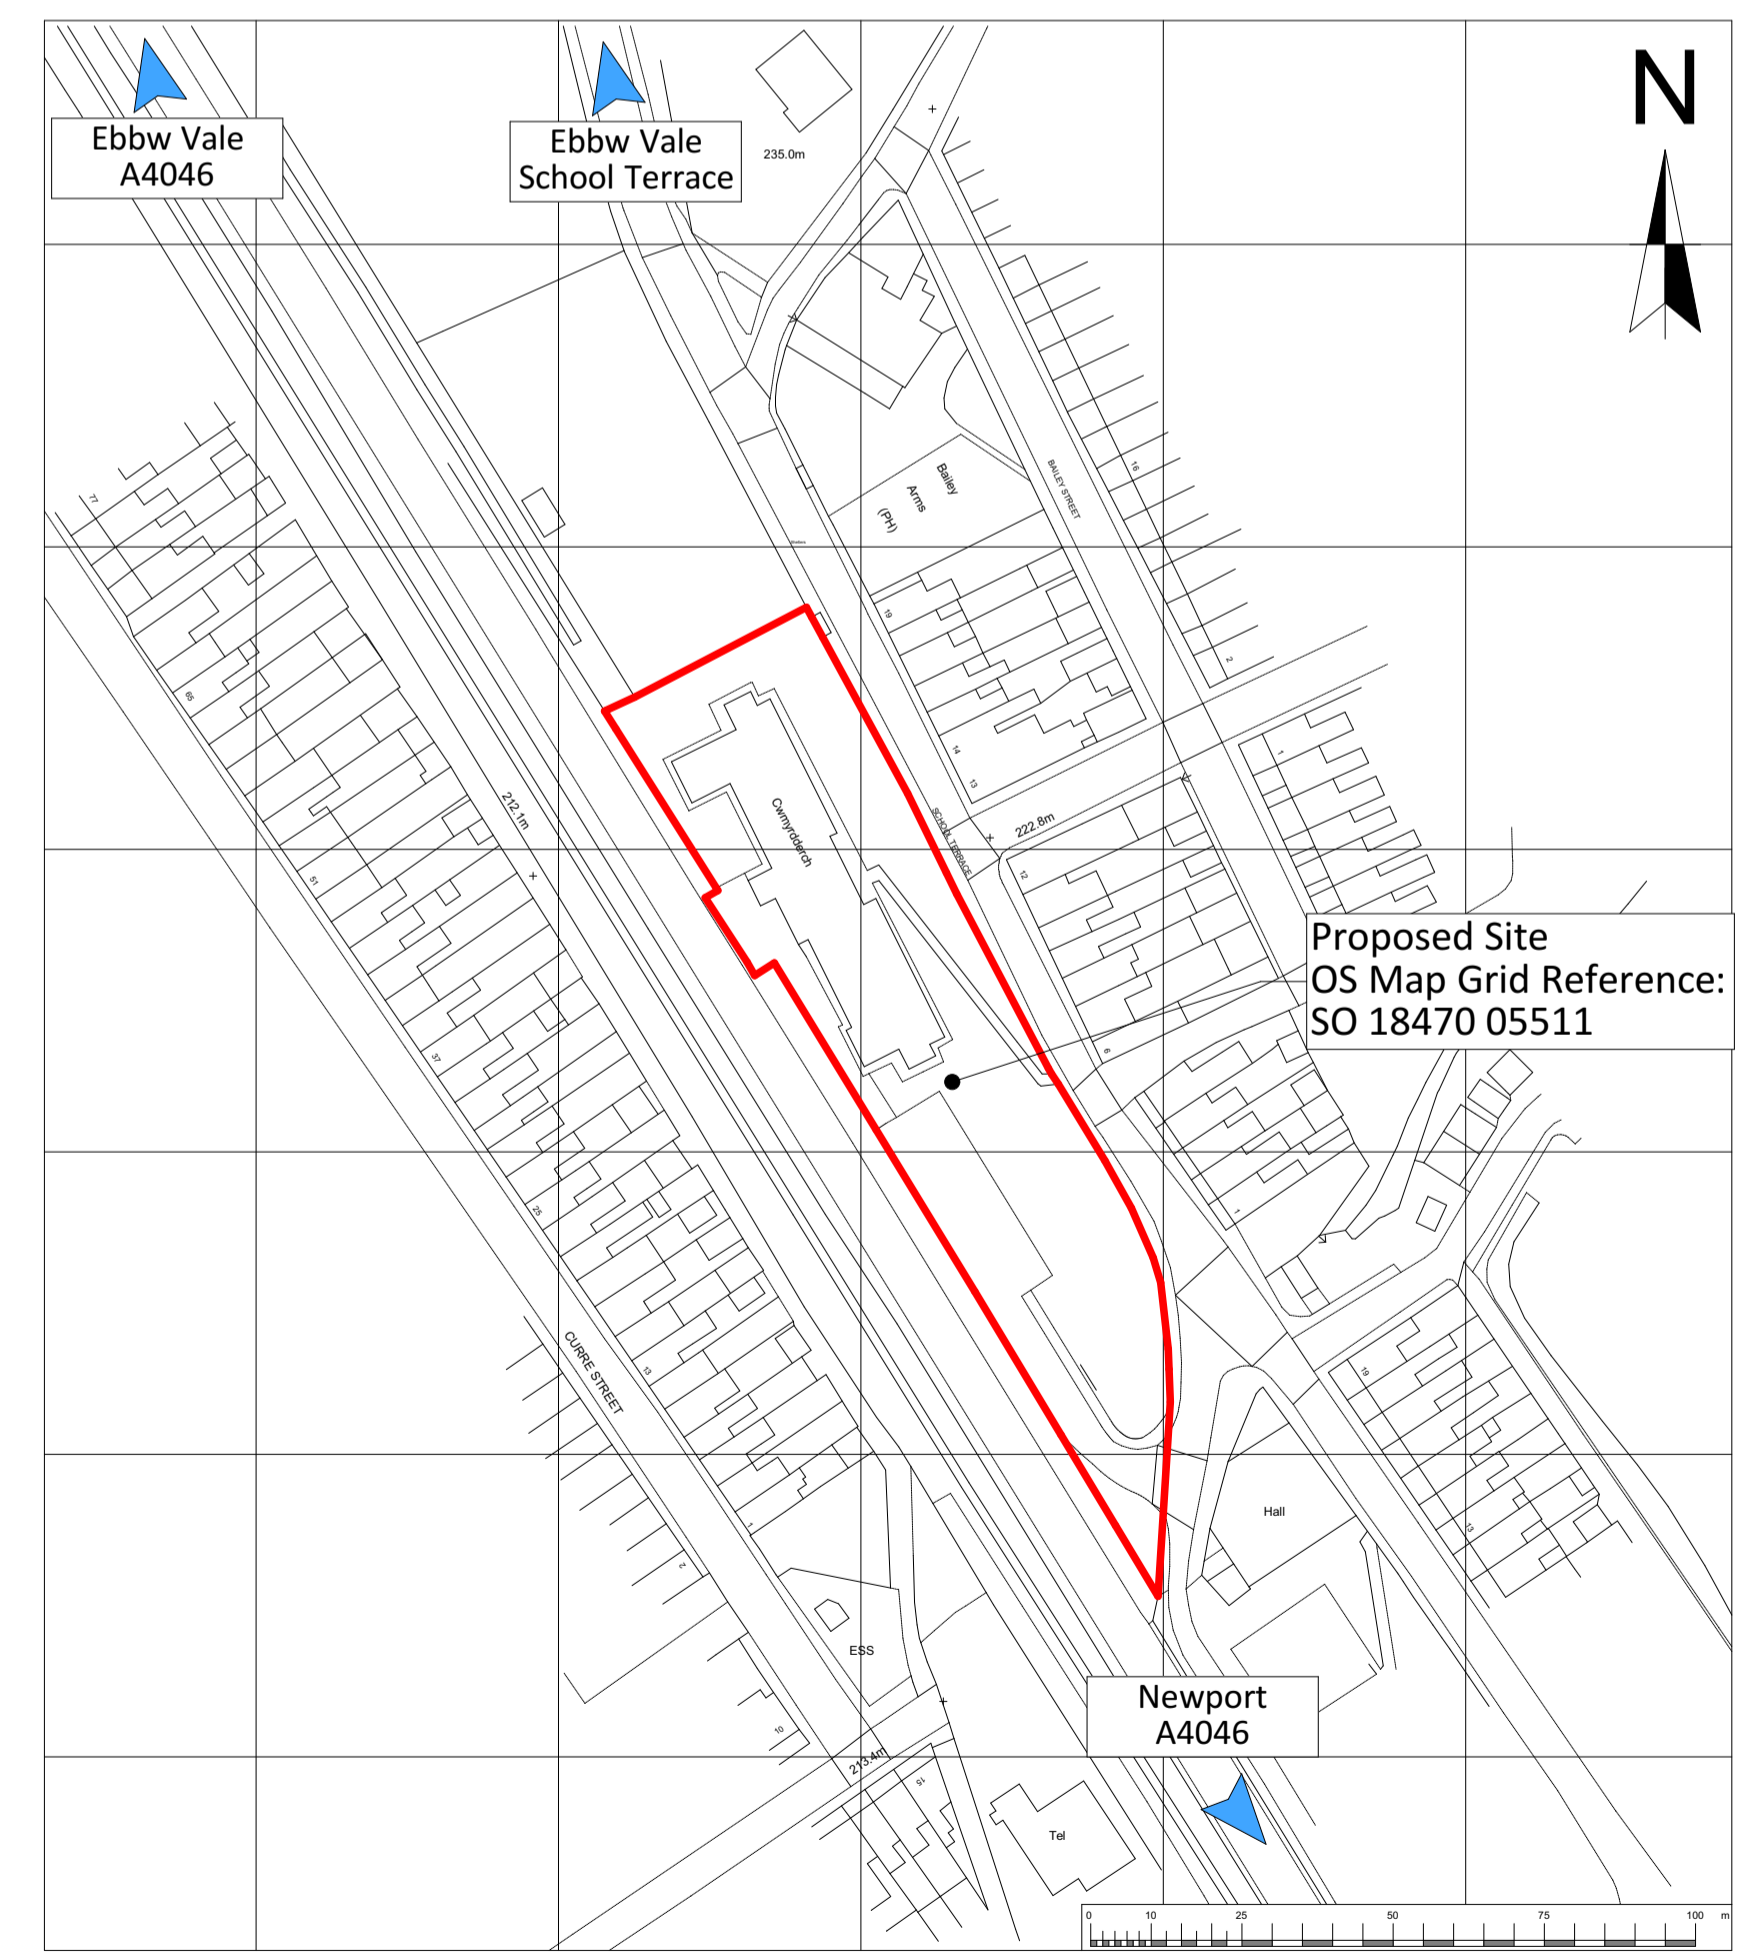 N
Ebbw Vale
A4046
Ebbw Vale
School Terrace
235.0m
16
BAILEY STREET
Bailey
Arms
(PH)
77
Shelters
19
2
65
14
13
1
212.1m
Cwmyrdderch
SCHOOL TERRACE
222.8m
12
51
Proposed Site
OS Map Grid Reference:
SO 18470 05511
37
6
25
1
CURRE STREET
13
19
Hall
13
1
2
ESS
10
Newport
A4046
213.4m
15
Tel
0 10 25 50 75 100 m